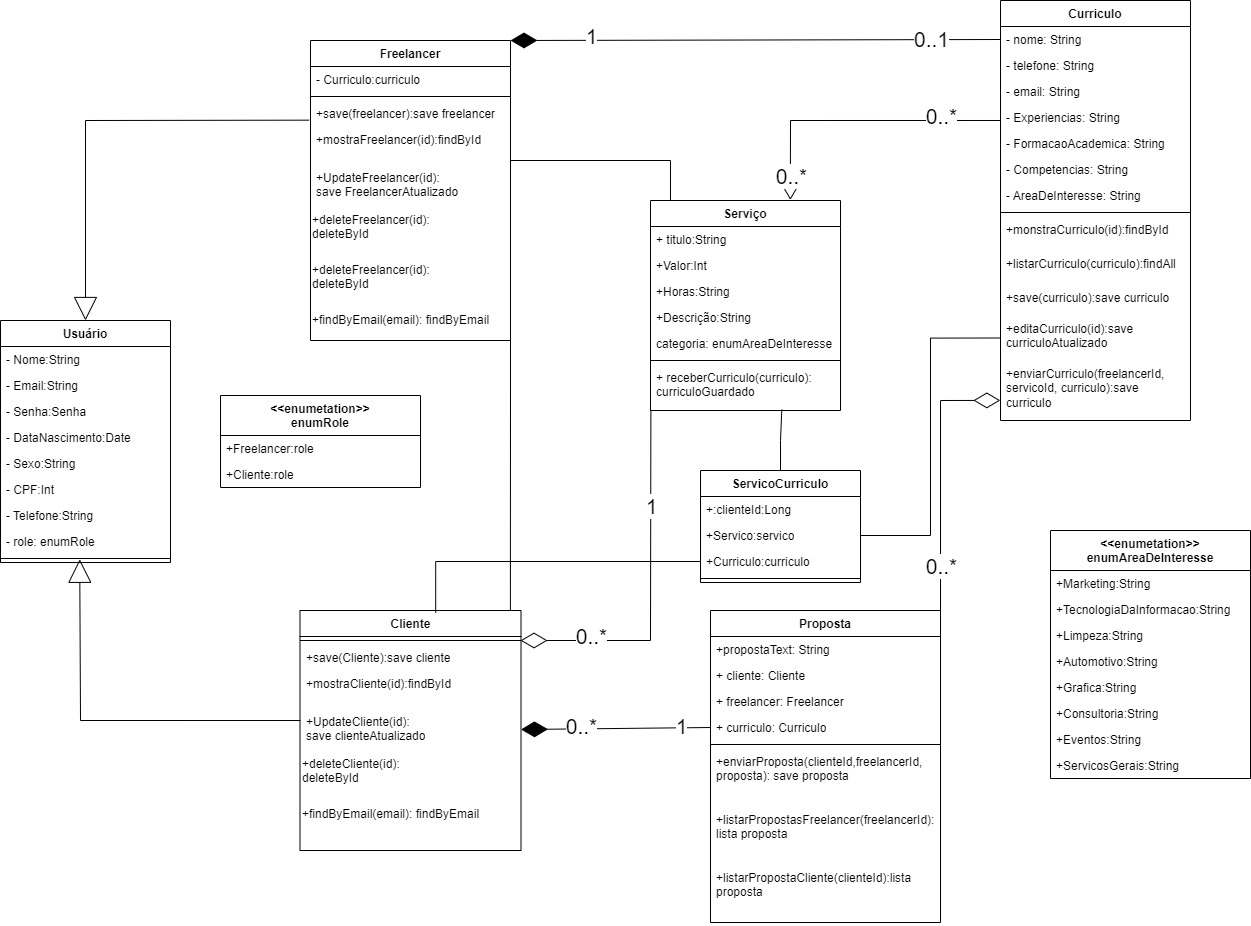 Freelancer
- Curriculo:curriculo
+save(freelancer):save freelancer
+mostraFreelancer(id):findById
+UpdateFreelancer(id):
save FreelancerAtualizado
+deleteFreelancer(id):
deleteById
+deleteFreelancer(id):
deleteById
+findByEmail(email): findByEmail
1
0..1
Curriculo
- nome: String
- telefone: String
- email: String
- Experiencias: String
- FormacaoAcademica: String
- Competencias: String
- AreaDeInteresse: String
+monstraCurriculo(id):findById
+listarCurriculo(curriculo):findAll
+save(curriculo):save curriculo
+editaCurriculo(id):save
curriculoAtualizado
+enviarCurriculo(freelancerId,
servicoId, curriculo):save
curriculo
0..*
0..*
Serviço
+ titulo:String
+Valor:Int
+Horas:String
+Descrição:String
categoria: enumAreaDeInteresse
+ receberCurriculo(curriculo):
curriculoGuardado
Usuário
- Nome:String
- Email:String
- Senha:Senha
- DataNascimento:Date
- Sexo:String
- CPF:Int
- Telefone:String
- role: enumRole
<<enumetation>>
enumRole
+Freelancer:role
+Cliente:role
1
ServicoCurriculo
+:clienteId:Long
+Servico:servico
+Curriculo:curriculo
0..*
<<enumetation>>
enumAreaDeInteresse
+Marketing:String
+TecnologiaDaInformacao:String
+Limpeza:String
+Automotivo:String
+Grafica:String
+Consultoria:String
+Eventos:String
+ServicosGerais:String
Cliente
+save(Cliente):save cliente
+mostraCliente(id):findById
+UpdateCliente(id):
save clienteAtualizado
+deleteCliente(id):
deleteById
+findByEmail(email): findByEmail
0..*
0..*
1
Proposta
+propostaText: String
+ cliente: Cliente
+ freelancer: Freelancer
+ curriculo: Curriculo
+enviarProposta(clienteId,freelancerId,
proposta): save proposta
+listarPropostasFreelancer(freelancerId):
lista proposta
+listarPropostaCliente(clienteId):lista
proposta